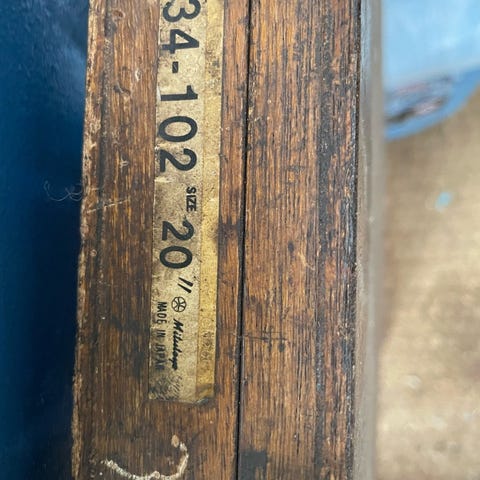 34-102 SIZE 20"
Mitutoyo
MADE IN JAPAN